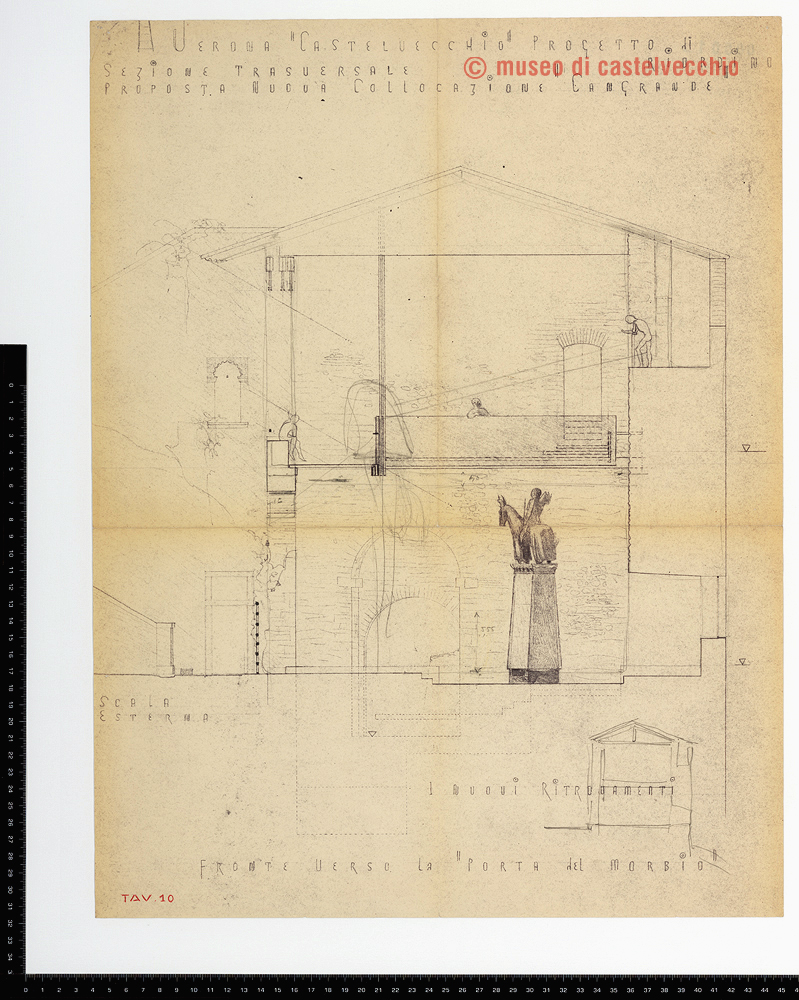 A VERONA "CASTELVECCHIO" PROGETTO di RIORDINO
© museo di castelvecchio
SEZIONE TRASVERSALE
PROPOSTA NUOVA COLLOCAZIONE "CANGRANDE"
555
SCALA
ESTERNA
I NUOVI RITROVAMENTI
FRONTE VERSO La "PORTA del MORBIO"
TAV. 10
0 1 2 3 4 5 6 7 8 9 10 11 12 13 14 15 16 17 18 19 20 21 22 23 24 25 26 27 28 29 30 31 32 33 34
0 1 2 3 4 5 6 7 8 9 10 11 12 13 14 15 16 17 18 19 20 21 22 23 24 25 26 27 28 29 30 31 32 33 34 35 36 37 38 39 40 41 42 43 44 45